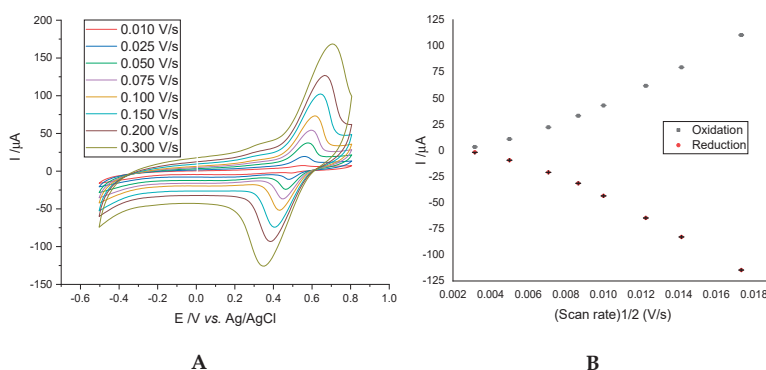 200
150
100
50
0
-50
-100
-150
I /µA
0.010 V/s
0.025 V/s
0.050 V/s
0.075 V/s
0.100 V/s
0.150 V/s
0.200 V/s
0.300 V/s
-0.6 -0.4 -0.2 0.0 0.2 0.4 0.6 0.8 1.0
E /V vs. Ag/AgCl
A
125
100
75
50
25
0
-25
-50
-75
-100
-125
I /µA
Oxidation
Reduction
0.002 0.004 0.006 0.008 0.010 0.012 0.014 0.016 0.018
(Scan rate)1/2 (V/s)
B